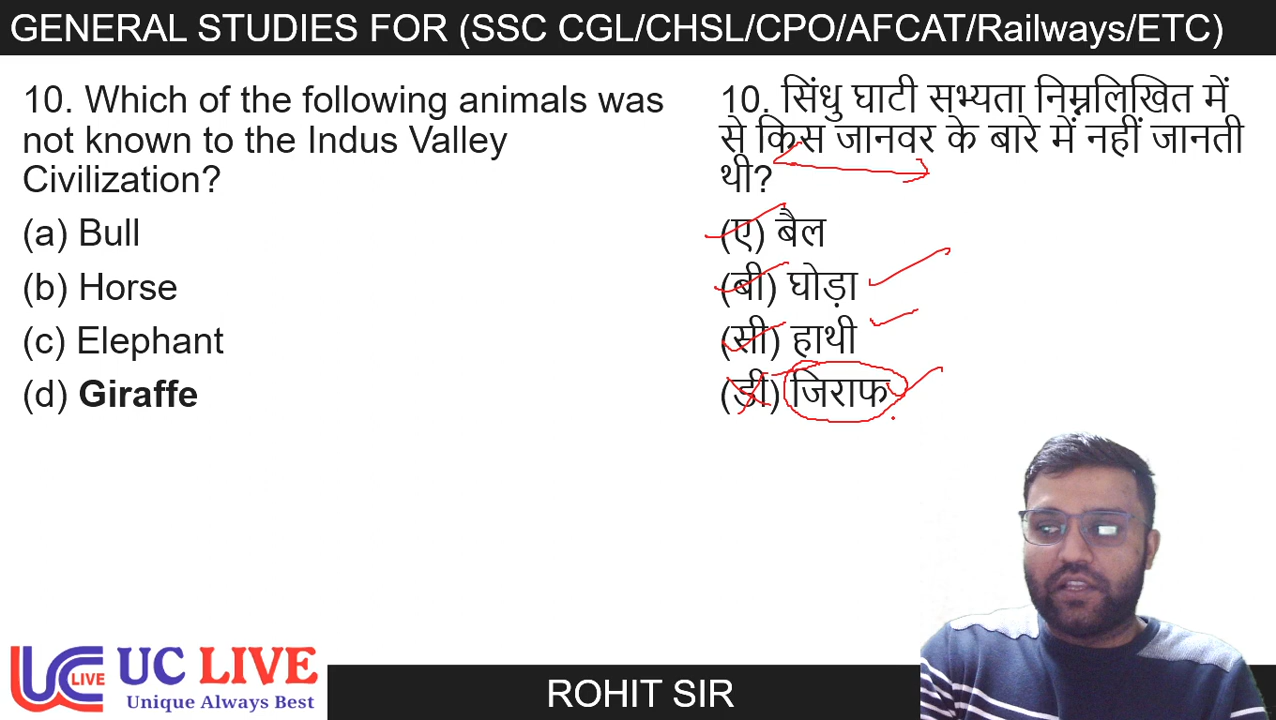 GENERAL STUDIES FOR (SSC CGL/CHSL/CPO/AFCAT/Railways/ETC)
10. Which of the following animals was
not known to the Indus Valley
Civilization?
(a) Bull
(b) Horse
(c) Elephant
(d) Giraffe
10. सिंधु घाटी सभ्यता निम्नलिखित में
से किस जानवर के बारे में नहीं जानती
थी?
(ए) बैल
(बी) घोड़ा
(सी) हाथी
(डी) जिराफ
UC LIVE
LIVE
Unique Always Best
ROHIT SIR